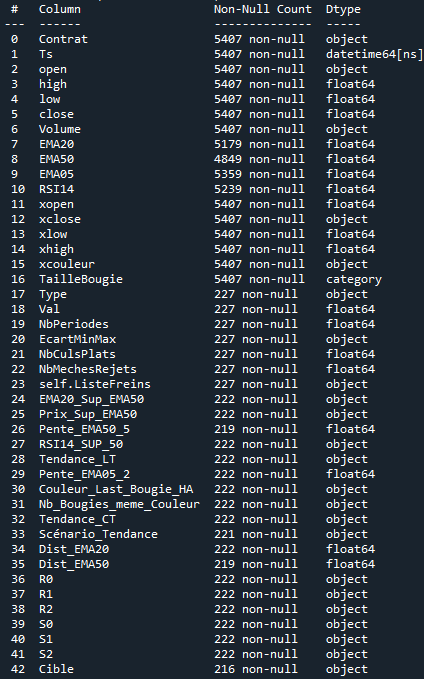 #   Column   Non-Null Count   Dtype
---  ------   --------------   -----
0   Contrat   5407 non-null   object
1   Ts   5407 non-null   datetime64[ns]
2   open   5407 non-null   object
3   high   5407 non-null   float64
4   low   5407 non-null   float64
5   close   5407 non-null   float64
6   Volume   5407 non-null   object
7   EMA20   5179 non-null   float64
8   EMA50   4849 non-null   float64
9   EMA05   5359 non-null   float64
10   RSI14   5239 non-null   float64
11   xopen   5407 non-null   float64
12   xclose   5407 non-null   object
13   xlow   5407 non-null   float64
14   xhigh   5407 non-null   float64
15   xcouleur   5407 non-null   object
16   TailleBougie   5407 non-null   category
17   Type   227 non-null   object
18   Val   227 non-null   float64
19   NbPeriodes   227 non-null   float64
20   EcartMinMax   227 non-null   object
21   NbCulsPlats   227 non-null   float64
22   NbMechesRejets   227 non-null   float64
23   self.ListeFreins   227 non-null   object
24   EMA20_Sup_EMA50   222 non-null   object
25   Prix_Sup_EMA50   222 non-null   object
26   Pente_EMA50_5   219 non-null   float64
27   RSI14_SUP_50   222 non-null   object
28   Tendance_LT   222 non-null   object
29   Pente_EMA05_2   222 non-null   float64
30   Couleur_Last_Bougie_HA   222 non-null   object
31   Nb_Bougies_meme_Couleur   222 non-null   object
32   Tendance_CT   222 non-null   object
33   Scénario_Tendance   221 non-null   object
34   Dist_EMA20   222 non-null   float64
35   Dist_EMA50   219 non-null   float64
36   R0   222 non-null   object
37   R1   222 non-null   object
38   R2   222 non-null   object
39   S0   222 non-null   object
40   S1   222 non-null   object
41   S2   222 non-null   object
42   Cible   216 non-null   object